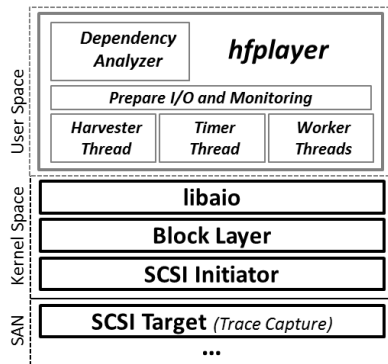 User Space
Dependency
Analyzer
hfplayer
Prepare I/O and Monitoring
Harvester
Thread
Timer
Thread
Worker
Threads
Kernel Space
libaio
Block Layer
SCSI Initiator
SAN
SCSI Target (Trace Capture)
...